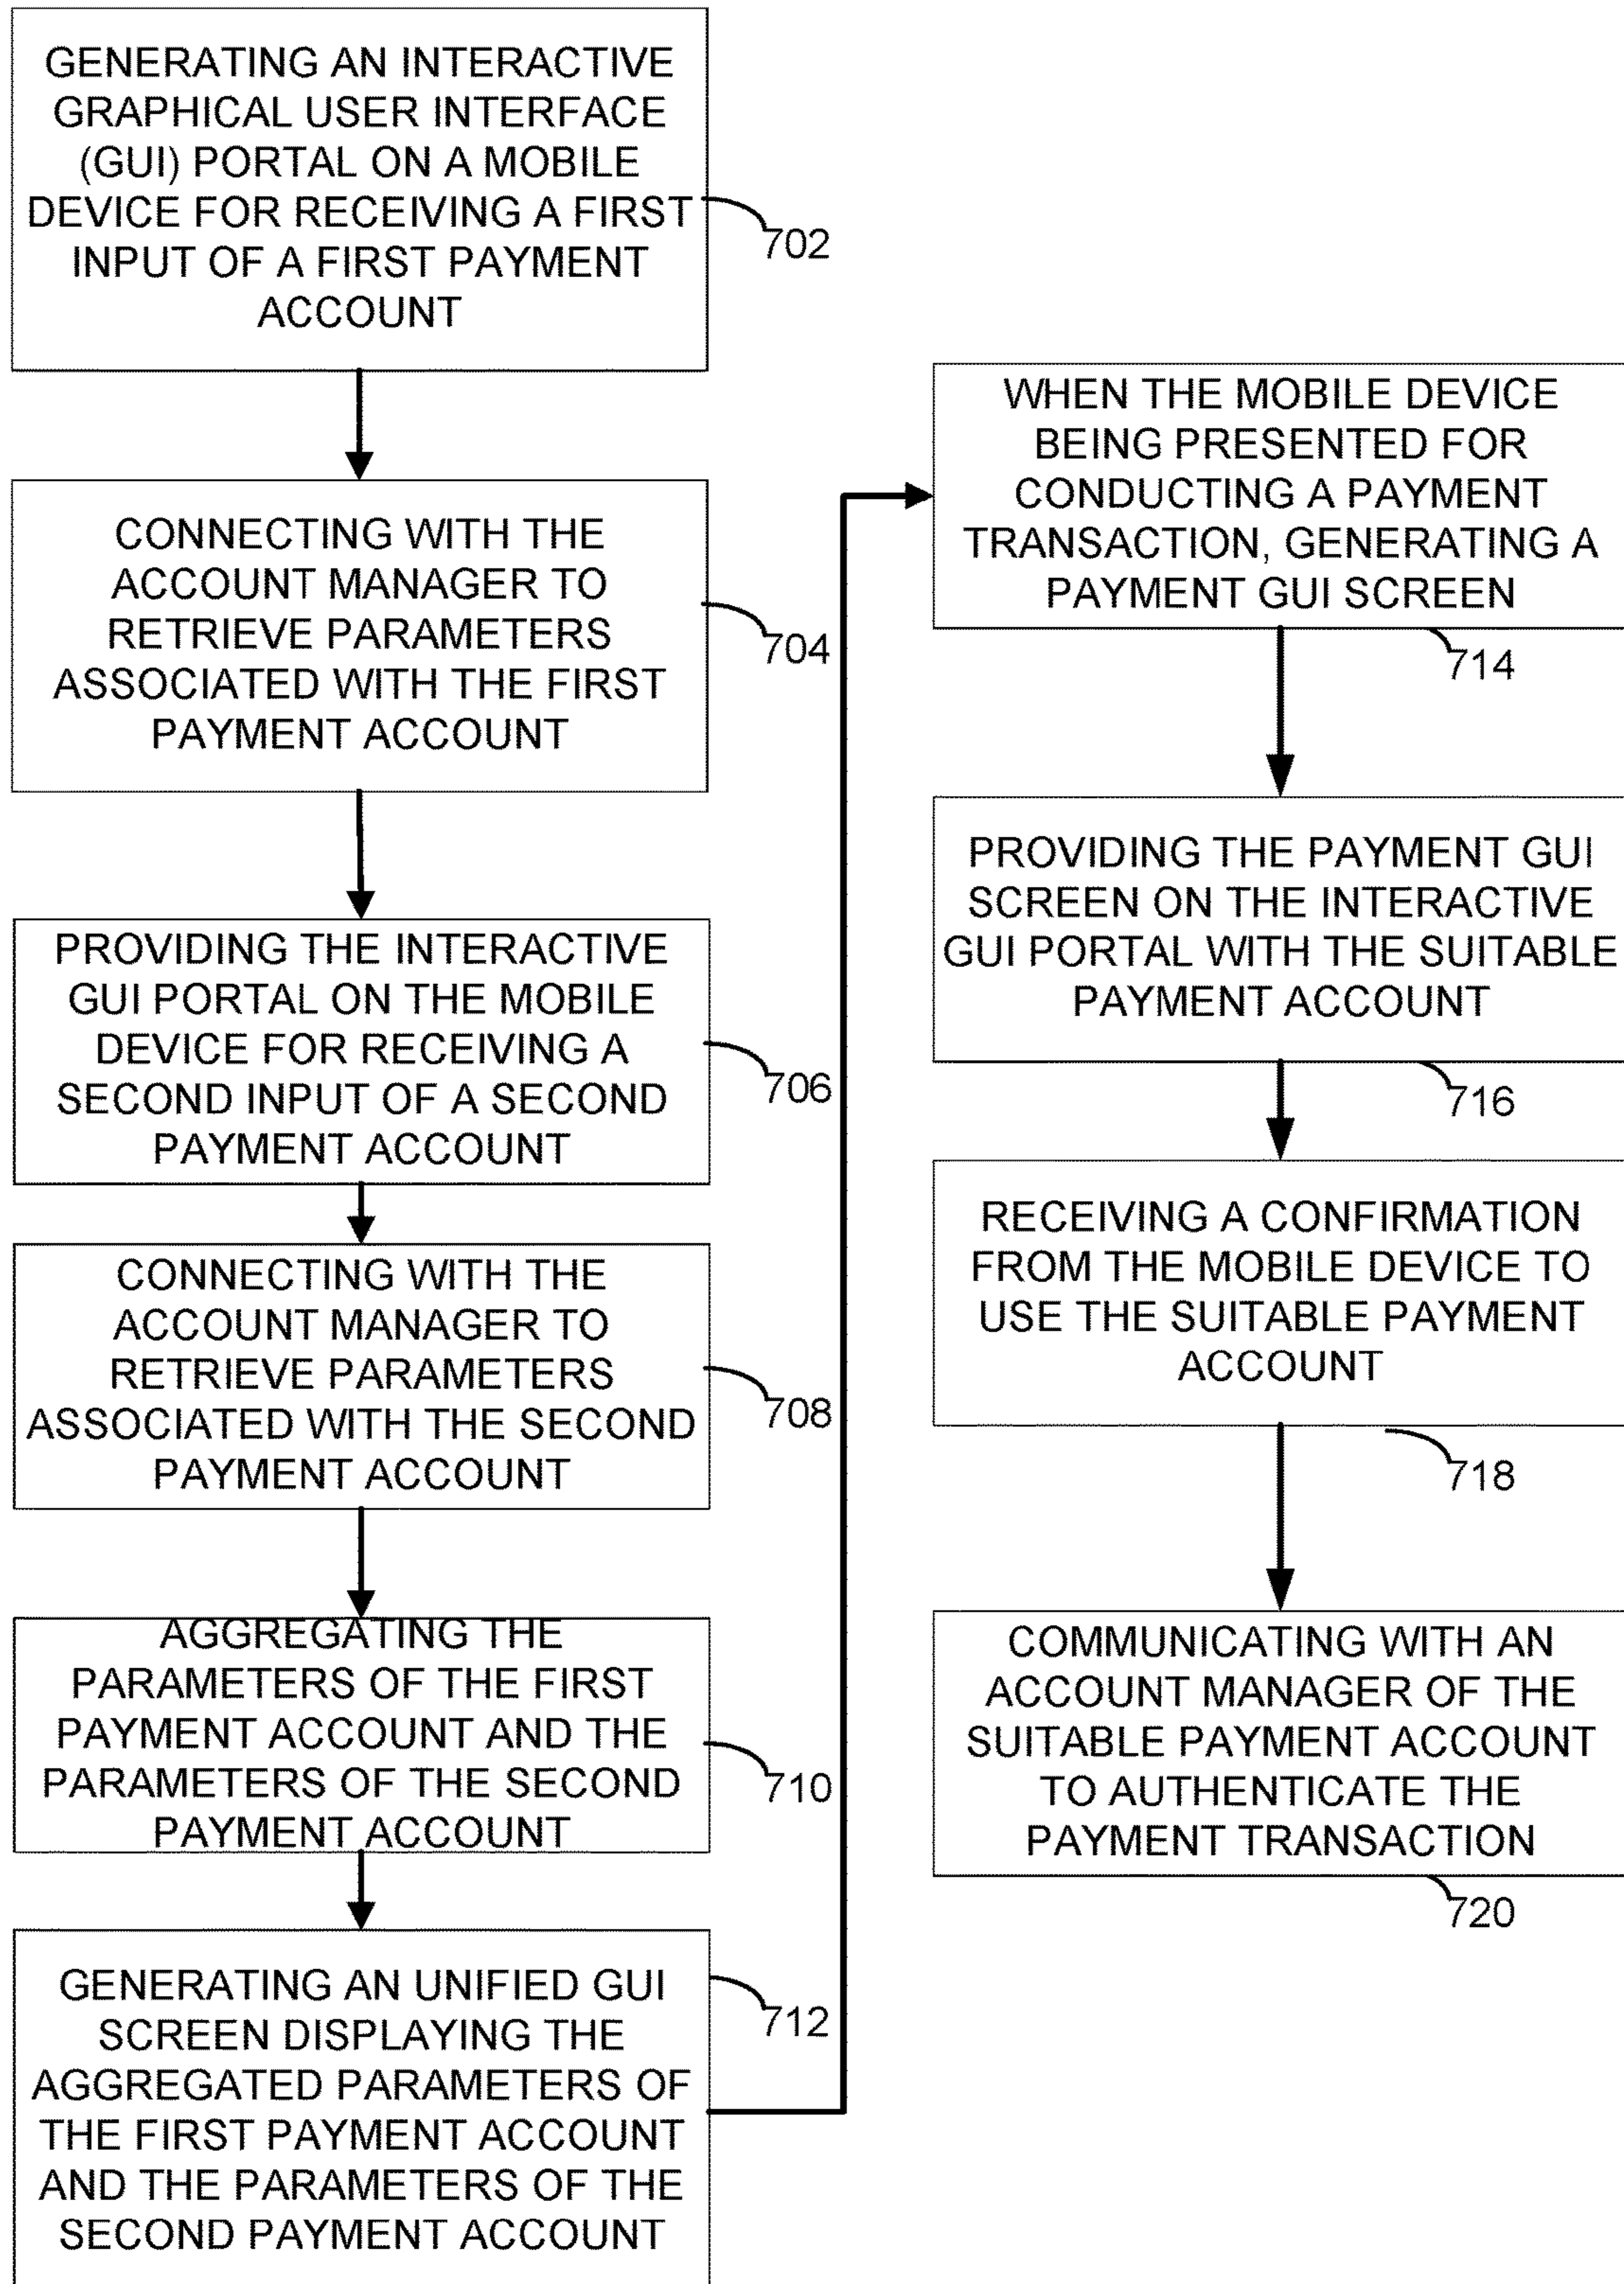 GENERATING AN INTERACTIVE
GRAPHICAL USER INTERFACE
(GUI) PORTAL ON A MOBILE
DEVICE FOR RECEIVING A FIRST
INPUT OF A FIRST PAYMENT
ACCOUNT
702
CONNECTING WITH THE
ACCOUNT MANAGER TO
RETRIEVE PARAMETERS
ASSOCIATED WITH THE FIRST
PAYMENT ACCOUNT
704
PROVIDING THE INTERACTIVE
GUI PORTAL ON THE MOBILE
DEVICE FOR RECEIVING A
SECOND INPUT OF A SECOND
PAYMENT ACCOUNT
706
CONNECTING WITH THE
ACCOUNT MANAGER TO
RETRIEVE PARAMETERS
ASSOCIATED WITH THE SECOND
PAYMENT ACCOUNT
708
AGGREGATING THE
PARAMETERS OF THE FIRST
PAYMENT ACCOUNT AND THE
PARAMETERS OF THE SECOND
PAYMENT ACCOUNT
710
GENERATING AN UNIFIED GUI
SCREEN DISPLAYING THE
AGGREGATED PARAMETERS OF
THE FIRST PAYMENT ACCOUNT
AND THE PARAMETERS OF THE
SECOND PAYMENT ACCOUNT
712
WHEN THE MOBILE DEVICE
BEING PRESENTED FOR
CONDUCTING A PAYMENT
TRANSACTION, GENERATING A
PAYMENT GUI SCREEN
714
PROVIDING THE PAYMENT GUI
SCREEN ON THE INTERACTIVE
GUI PORTAL WITH THE SUITABLE
PAYMENT ACCOUNT
716
RECEIVING A CONFIRMATION
FROM THE MOBILE DEVICE TO
USE THE SUITABLE PAYMENT
ACCOUNT
718
COMMUNICATING WITH AN
ACCOUNT MANAGER OF THE
SUITABLE PAYMENT ACCOUNT
TO AUTHENTICATE THE
PAYMENT TRANSACTION
720